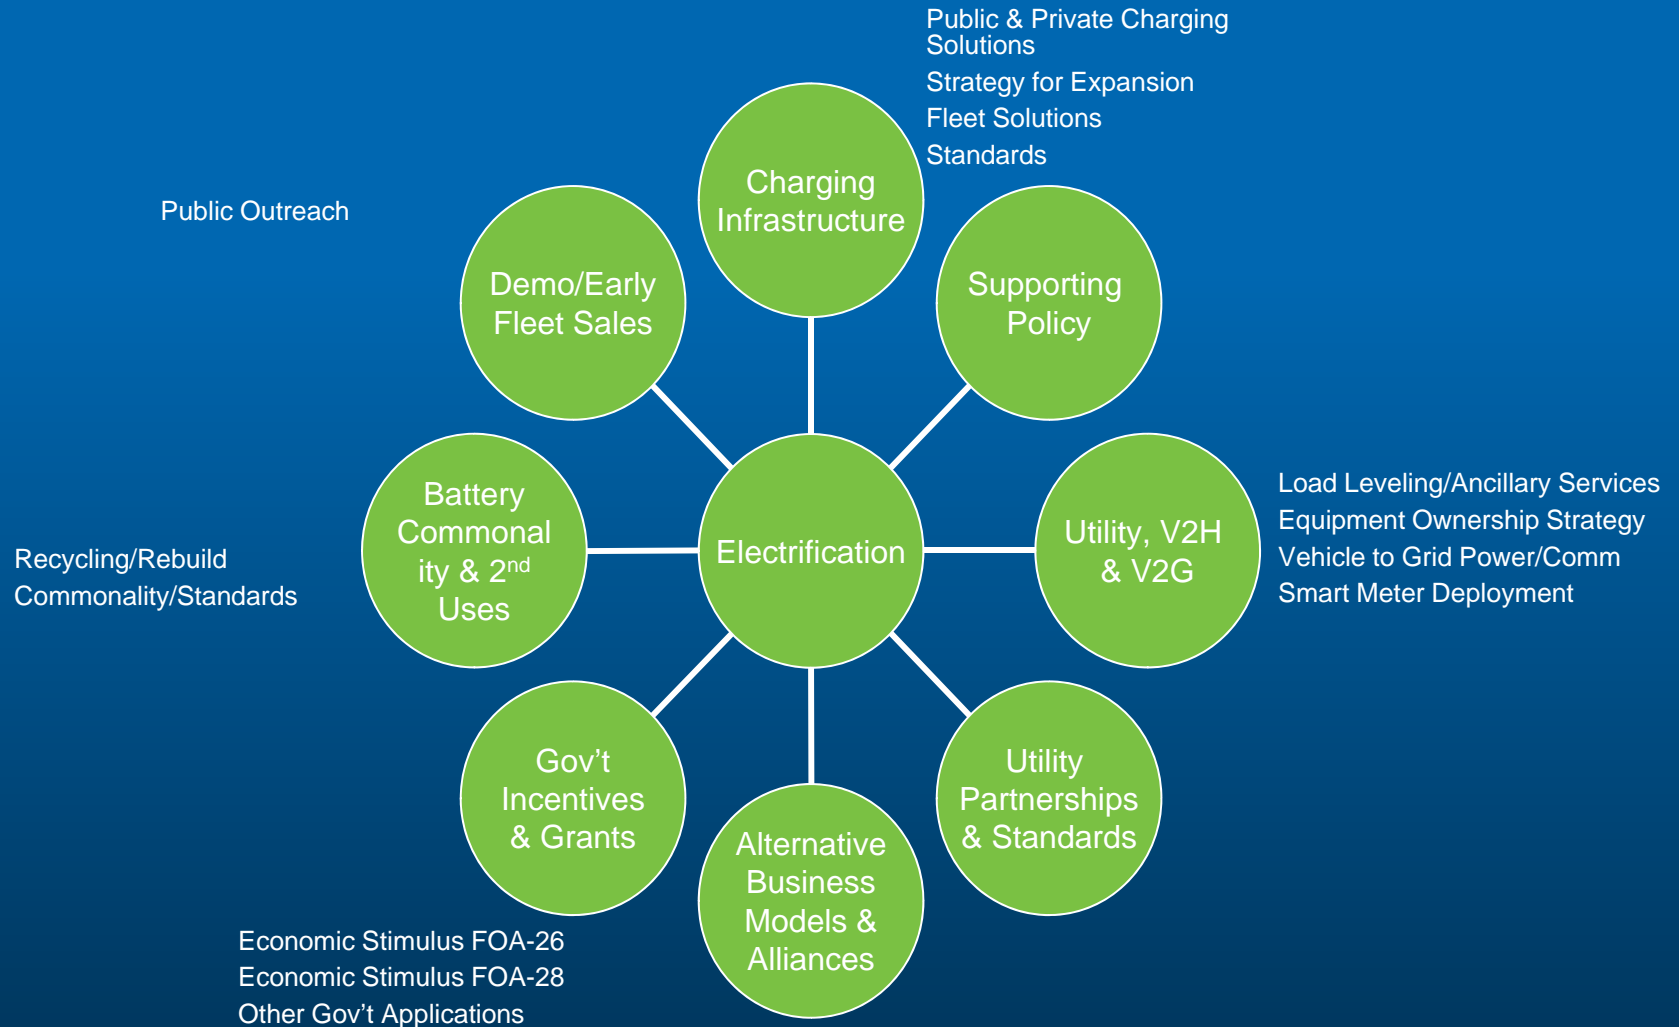 Public & Private Charging
Solutions
Strategy for Expansion
Fleet Solutions
Standards
Charging
Infrastructure
Public Outreach
Demo/Early
Fleet Sales
Supporting
Policy
Battery
Commonal
ity & 2nd
Uses
Electrification
Utility, V2H
& V2G
Load Leveling/Ancillary Services
Equipment Ownership Strategy
Vehicle to Grid Power/Comm
Smart Meter Deployment
Recycling/Rebuild
Commonality/Standards
Gov’t
Incentives
& Grants
Utility
Partnerships
& Standards
Alternative
Business
Models &
Alliances
Economic Stimulus FOA-26
Economic Stimulus FOA-28
Other Gov’t Applications